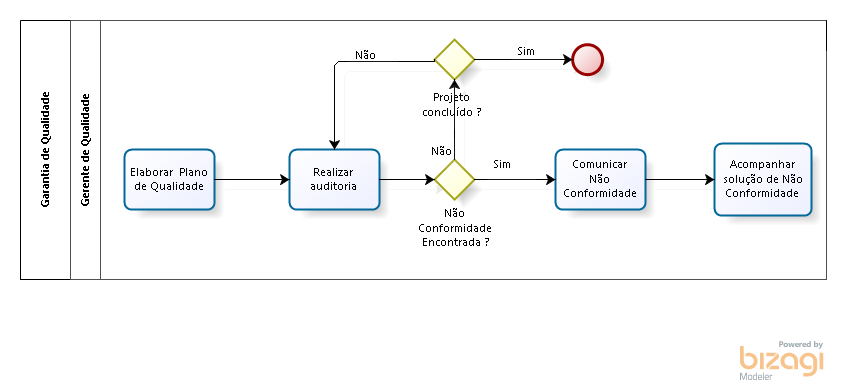 Garantia de Qualidade
Gerente de Qualidade
Não
Sim
Projeto
concluído ?
Elaborar Plano
de Qualidade
Realizar
auditoria
Não
Sim
Não
Conformidade
Encontrada ?
Comunicar
Não
Conformidade
Acompanhar
solução de Não
Conformidade
Powered by
bizagi
Modeler